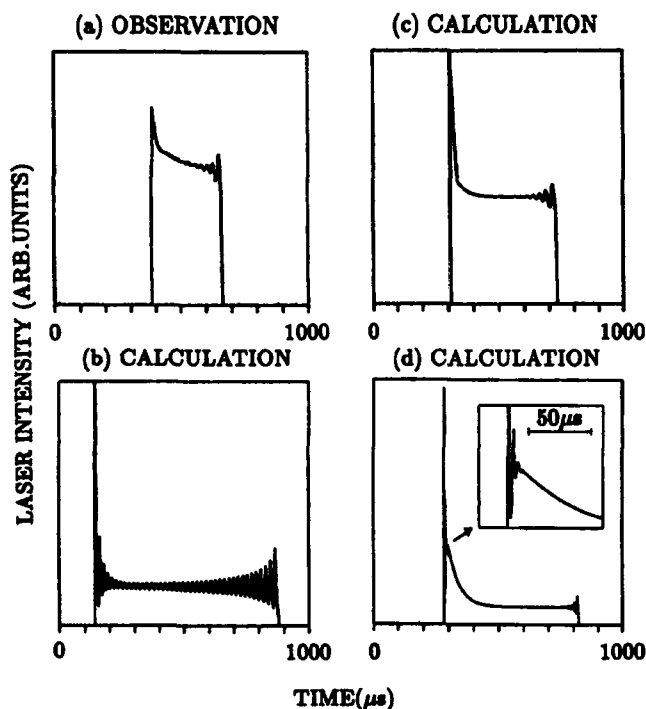 (a) OBSERVATION
(c) CALCULATION
0 1000
0 1000
LASER INTENSITY (ARB.UNITS)
(b) CALCULATION
(d) CALCULATION
50μs
0 1000
0 1000
TIME(μs)